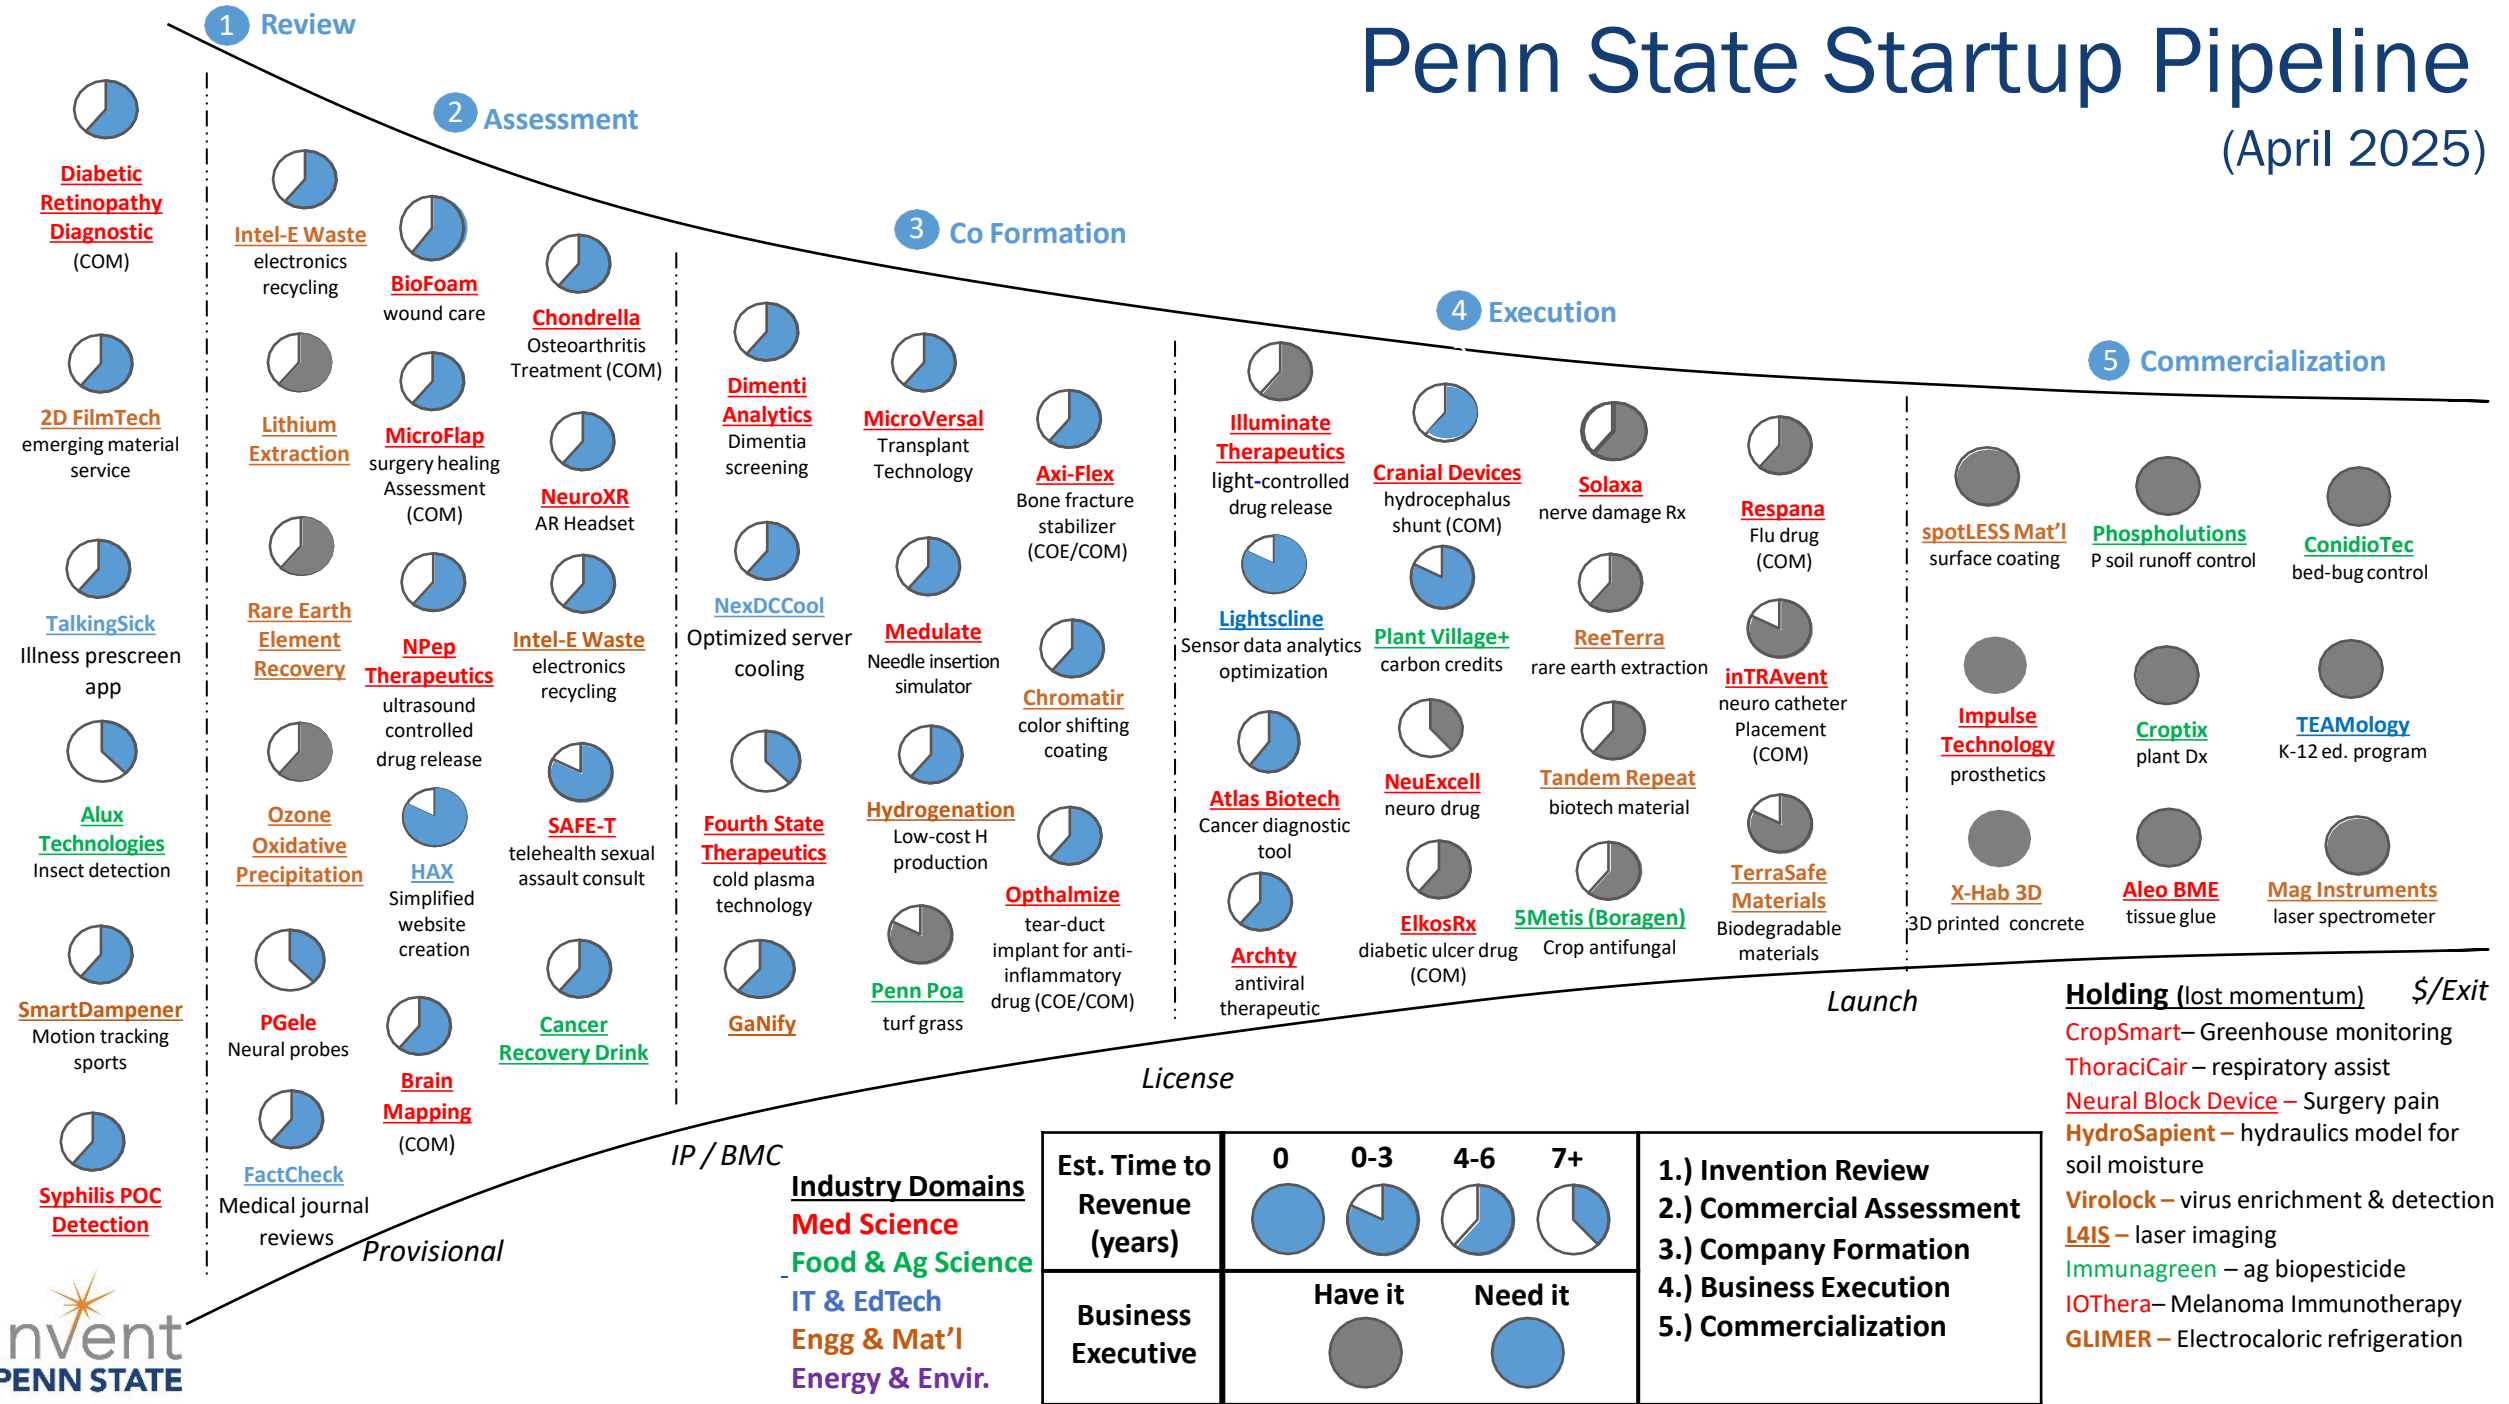 Penn State Startup Pipeline
(April 2025)
1 Review
2 Assessment
3 Co Formation
4 Execution
5 Commercialization
Diabetic
Retinopathy
Diagnostic
(COM)
2D FilmTech
emerging material
service
TalkingSick
Illness prescreen
app
Alux
Technologies
Insect detection
SmartDampener
Motion tracking
sports
Syphilis POC
Detection
Intel-E Waste
electronics
recycling
Lithium
Extraction
Rare Earth
Element
Recovery
Ozone
Oxidative
Precipitation
PGele
Neural probes
FactCheck
Medical journal
reviews
BioFoam
wound care
MicroFlap
surgery healing
Assessment
(COM)
NPep
Therapeutics
ultrasound
controlled
drug release
HAX
Simplified
website
creation
Brain
Mapping
(COM)
Chondrella
Osteoarthritis
Treatment (COM)
NeuroXR
AR Headset
Intel-E Waste
electronics
recycling
SAFE-T
telehealth sexual
assault consult
Cancer
Recovery Drink
Dimenti
Analytics
Dimentia
screening
NexDCCool
Optimized server
cooling
Fourth State
Therapeutics
cold plasma
technology
GaNify
MicroVersal
Transplant
Technology
Medulate
Needle insertion
simulator
Hydrogenation
Low-cost H
production
Penn Poa
turf grass
Axi-Flex
Bone fracture
stabilizer
(COE/COM)
Chromatir
color shifting
coating
Opthalmize
tear-duct
implant for anti-
inflammatory
drug (COE/COM)
Illuminate
Therapeutics
light-controlled
drug release
Lightscline
Sensor data analytics
optimization
Atlas Biotech
Cancer diagnostic
tool
Archty
antiviral
therapeutic
Cranial Devices
hydrocephalus
shunt (COM)
Plant Village+
carbon credits
NeuExcell
neuro drug
ElkosRx
diabetic ulcer drug
(COM)
Solaxa
nerve damage Rx
ReeTerra
rare earth extraction
Tandem Repeat
biotech material
5Metis (Boragen)
Crop antifungal
Respana
Flu drug
(COM)
inTRAvent
neuro catheter
Placement
(COM)
TerraSafe
Materials
Biodegradable
materials
spotLESS Mat’l
surface coating
Impulse
Technology
prosthetics
X-Hab 3D
3D printed concrete
Phospholutions
P soil runoff control
Croptix
plant Dx
Aleo BME
tissue glue
ConidioTec
bed-bug control
TEAMology
K-12 ed. program
Mag Instruments
laser spectrometer
Provisional
IP / BMC
License
Launch
$/Exit
Holding (lost momentum)
CropSmart– Greenhouse monitoring
ThoraciCair – respiratory assist
Neural Block Device – Surgery pain
HydroSapient – hydraulics model for
soil moisture
Virolock – virus enrichment & detection
L4IS – laser imaging
Immunagreen – ag biopesticide
IOThera– Melanoma Immunotherapy
GLIMER – Electrocaloric refrigeration
Industry Domains
Med Science
Food & Ag Science
IT & EdTech
Engg & Mat’l
Energy & Envir.
Est. Time to
Revenue
(years)
0 0-3 4-6 7+
Business
Executive
Have it Need it
1.) Invention Review
2.) Commercial Assessment
3.) Company Formation
4.) Business Execution
5.) Commercialization
nvent
PENN STATE